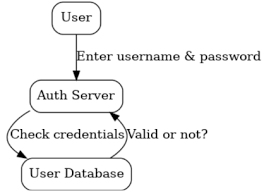 User
Enter username & password
Auth Server
Check credentials
Valid or not?
User Database